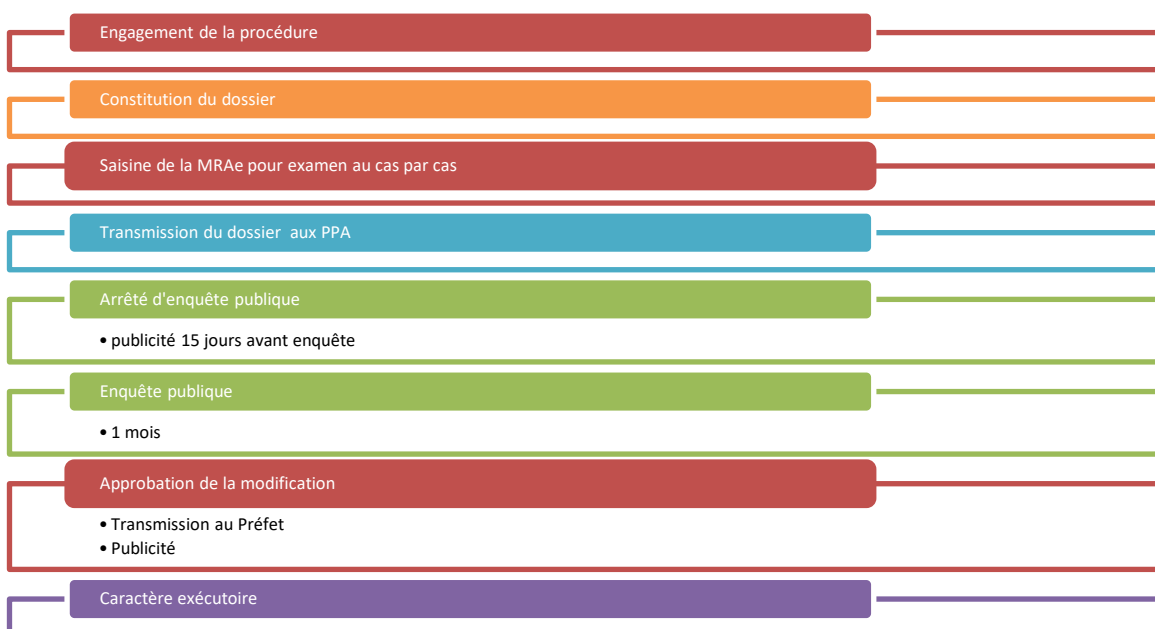 Engagement de la procédure
Constitution du dossier
Saisine de la MRAe pour examen au cas par cas
Transmission du dossier aux PPA
Arrêté d'enquête publique
• publicité 15 jours avant enquête
Enquête publique
• 1 mois
Approbation de la modification
• Transmission au Préfet
• Publicité
Caractère exécutoire